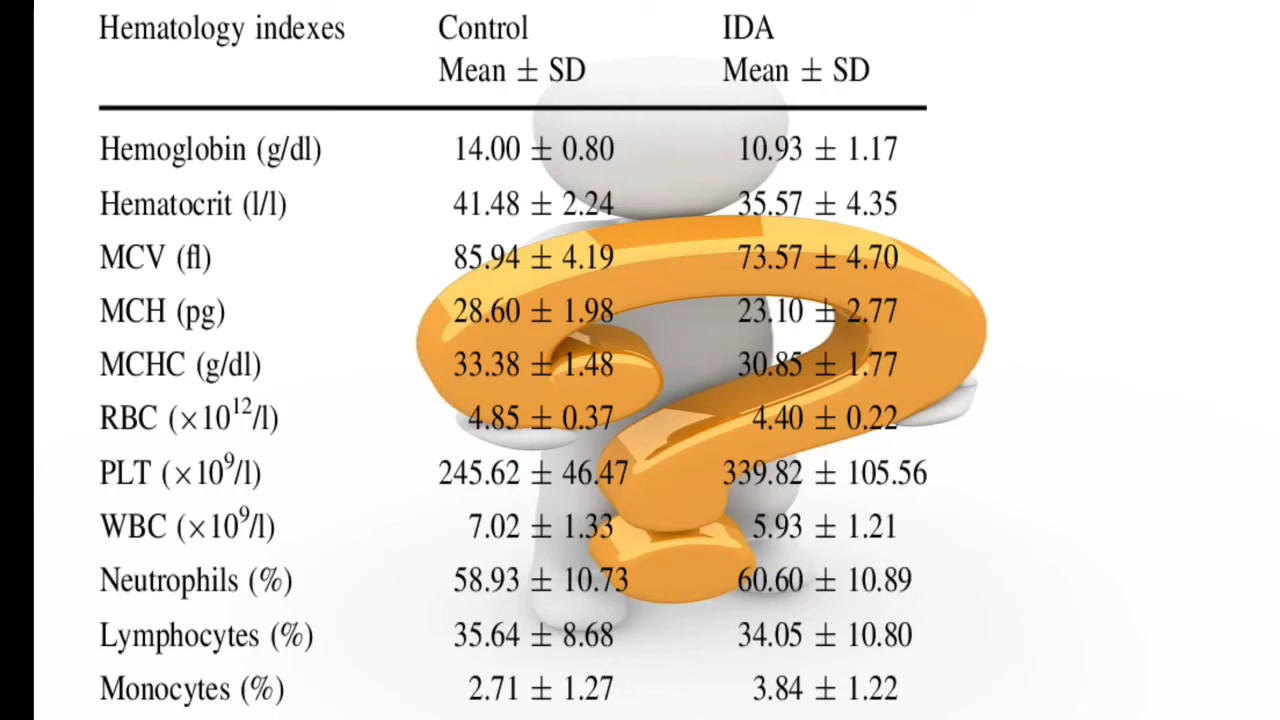 Hematology indexes Control IDA
Mean ± SD Mean ± SD
Hemoglobin (g/dl) 14.00 ± 0.80 10.93 ± 1.17
Hematocrit (l/l) 41.48 ± 2.24 35.57 ± 4.35
MCV (fl) 85.94 ± 4.19 73.57 ± 4.70
MCH (pg) 28.60 ± 1.98 23.10 ± 2.77
MCHC (g/dl) 33.38 ± 1.48 30.85 ± 1.77
RBC (×10¹²/l) 4.85 ± 0.37 4.40 ± 0.22
PLT (×10⁹/l) 245.62 ± 46.47 339.82 ± 105.56
WBC (×10⁹/l) 7.02 ± 1.33 5.93 ± 1.21
Neutrophils (%) 58.93 ± 10.73 60.60 ± 10.89
Lymphocytes (%) 35.64 ± 8.68 34.05 ± 10.80
Monocytes (%) 2.71 ± 1.27 3.84 ± 1.22